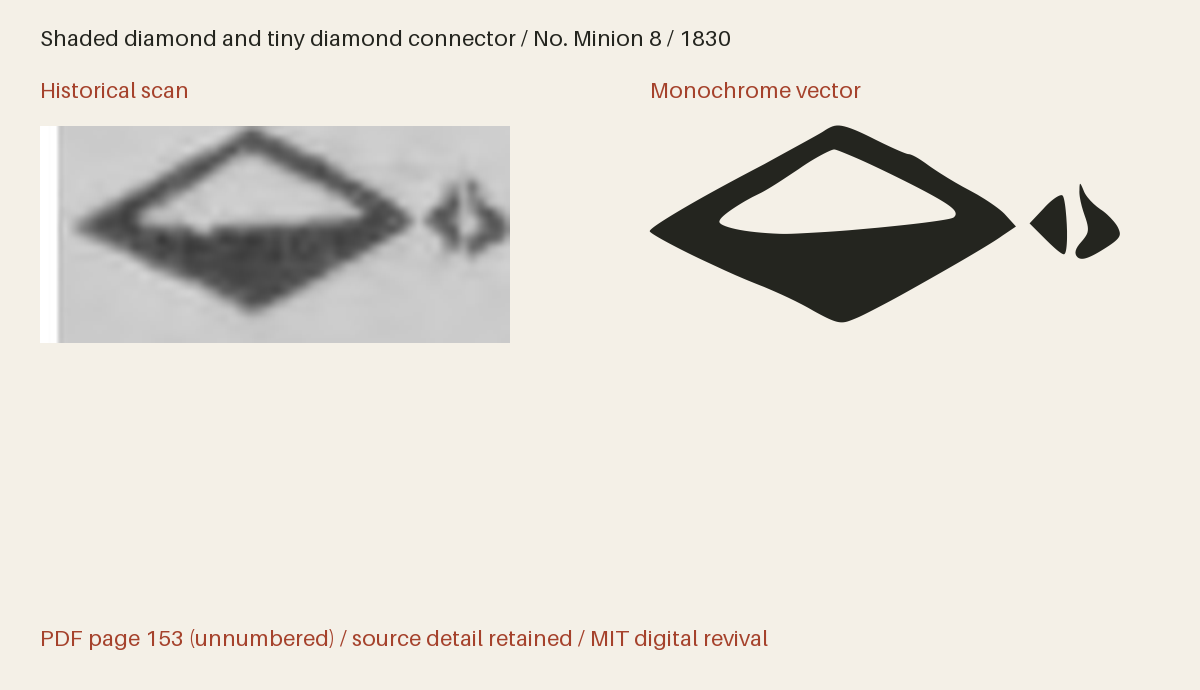 Shaded diamond and tiny diamond connector / No. Minion 8 / 1830
Historical scan
Monochrome vector
PDF page 153 (unnumbered) / source detail retained / MIT digital revival